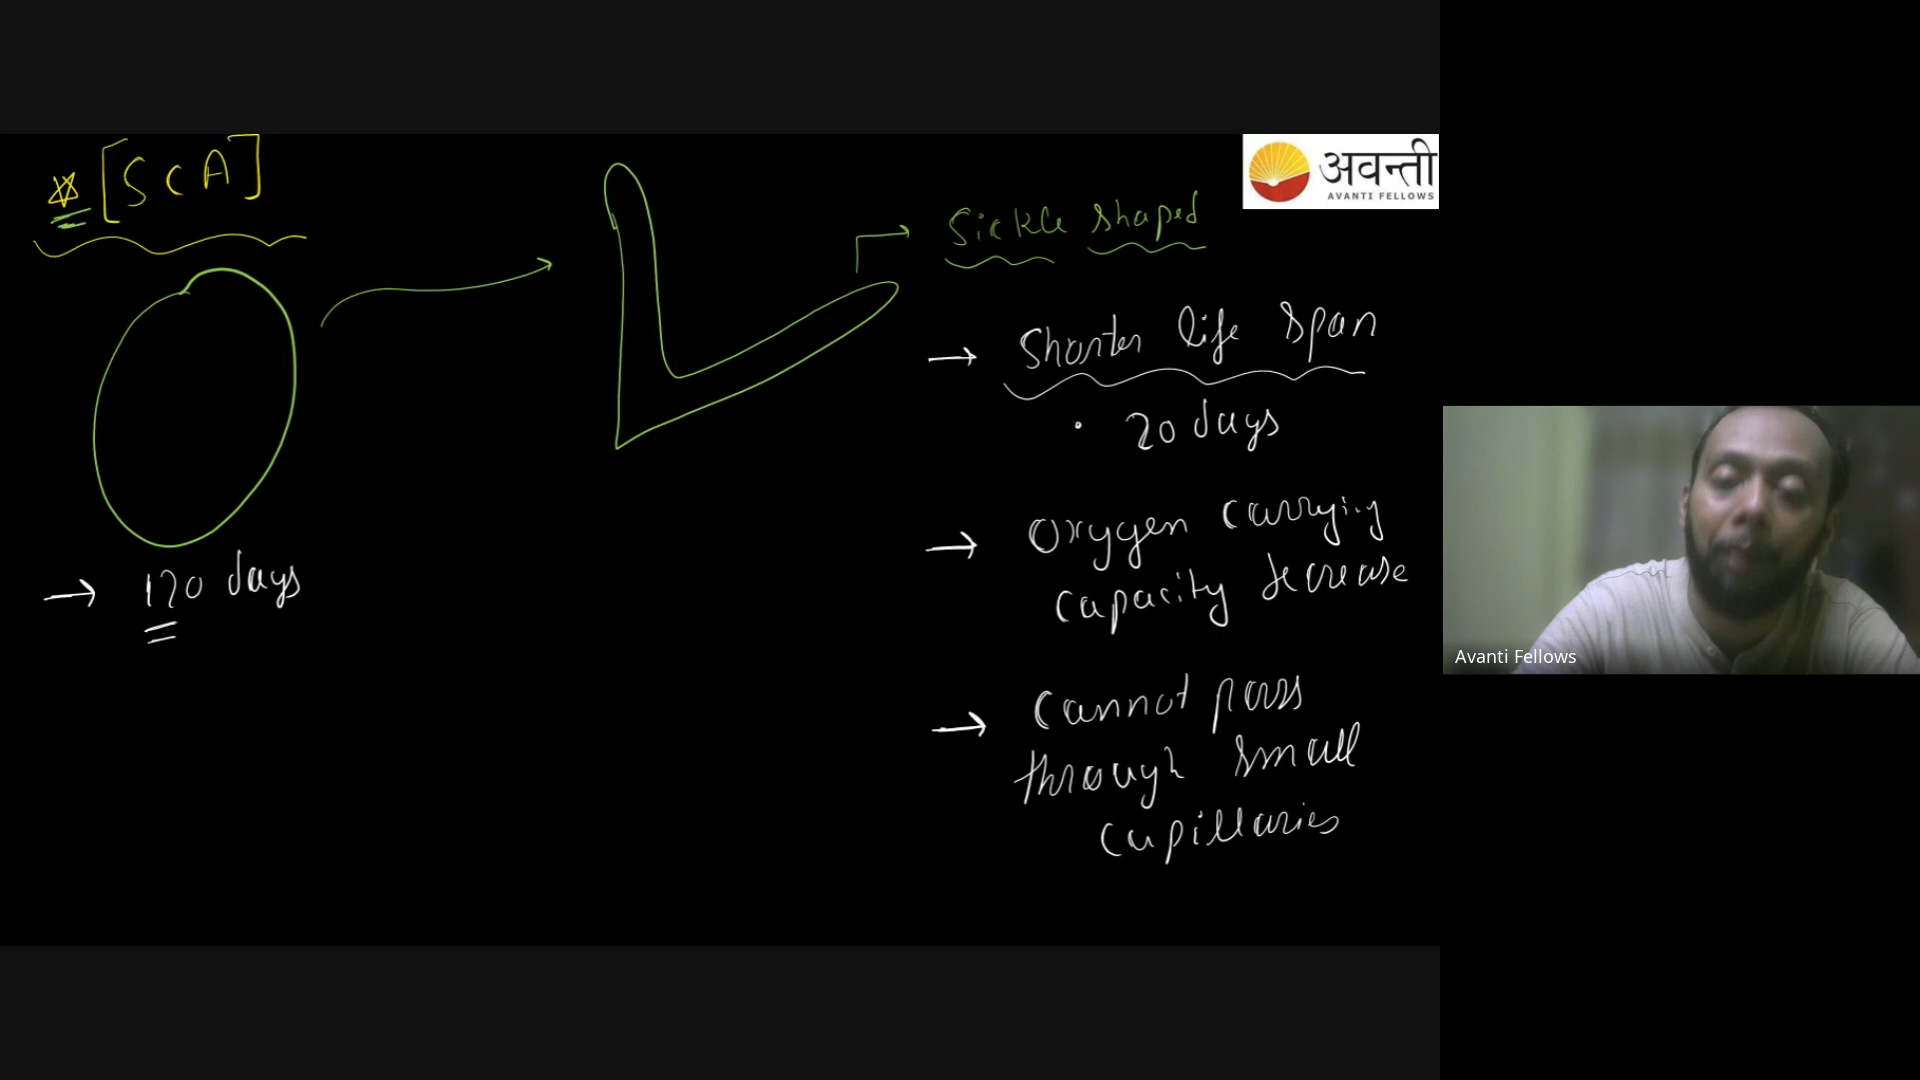 [SCA]
अवन्ती
AVANTI FELLOWS
Sickle shaped
→ Shorter life span
• 20 days
→ Oxygen carrying
capacity decrease
→ 120 days
→ Cannot pass
through small
capillaries
Avanti Fellows